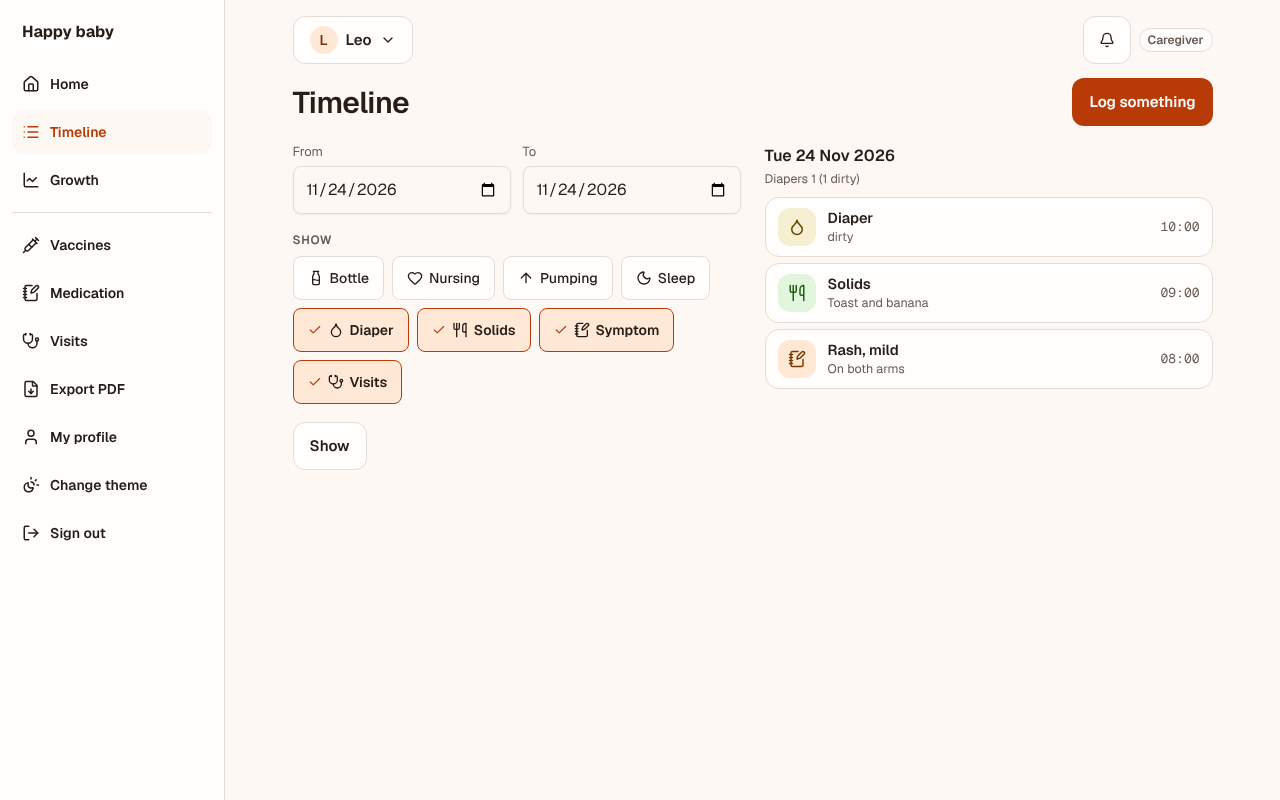 Happy baby
Home
Timeline
Growth
Vaccines
Medication
Visits
Export PDF
My profile
Change theme
Sign out
L Leo
Caregiver
Timeline
Log something
From
To
11/24/2026
11/24/2026
SHOW
Bottle
Nursing
Pumping
Sleep
Diaper
Solids
Symptom
Visits
Show
Tue 24 Nov 2026
Diapers 1 (1 dirty)
Diaper
dirty
10:00
Solids
Toast and banana
09:00
Rash, mild
On both arms
08:00